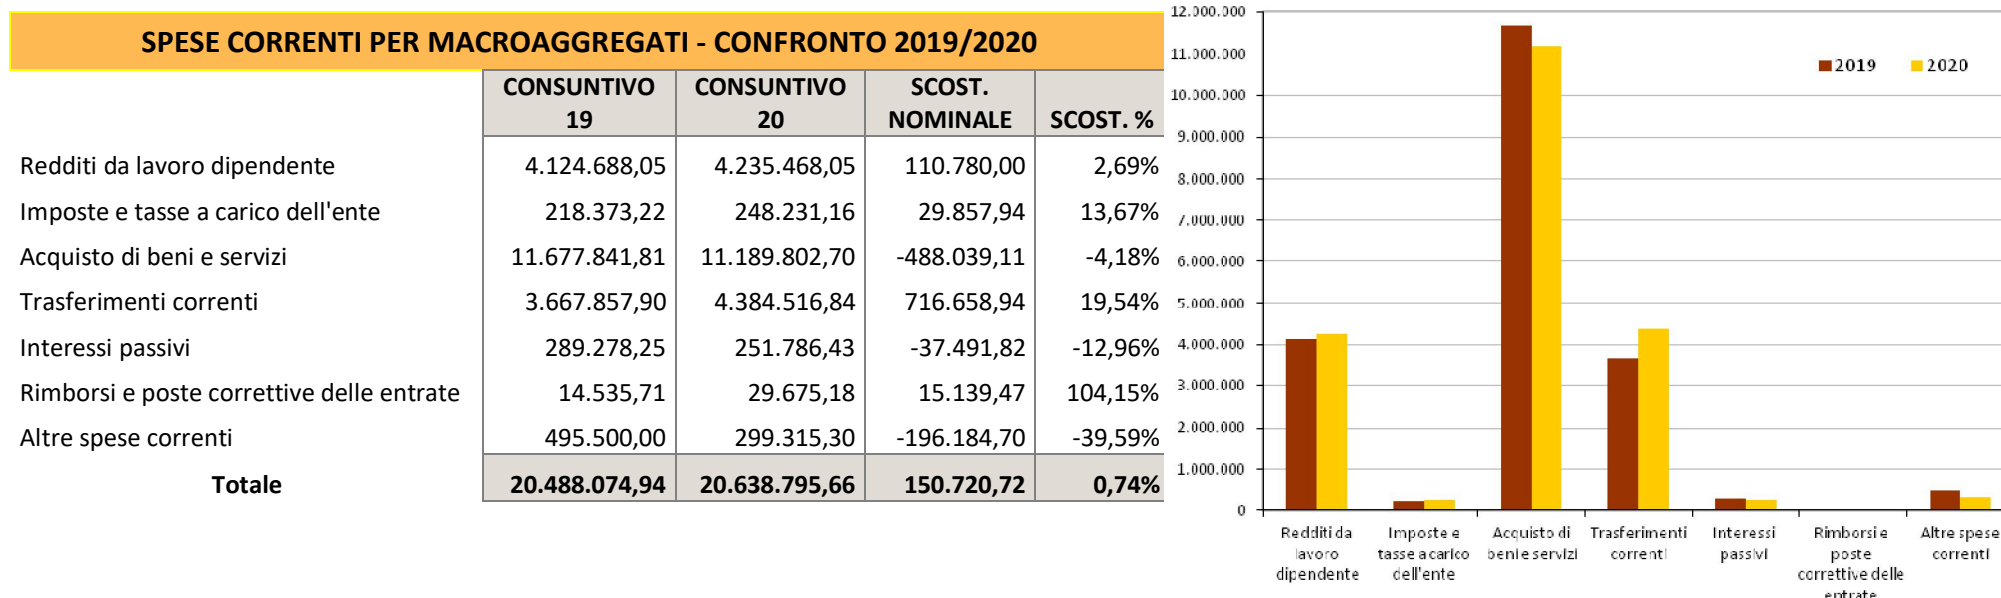 SPESE CORRENTI PER MACROAGGREGATI - CONFRONTO 2019/2020
CONSUNTIVO 19 CONSUNTIVO 20 SCOST. NOMINALE SCOST. %
Redditi da lavoro dipendente 4.124.688,05 4.235.468,05 110.780,00 2,69%
Imposte e tasse a carico dell'ente 218.373,22 248.231,16 29.857,94 13,67%
Acquisto di beni e servizi 11.677.841,81 11.189.802,70 -488.039,11 -4,18%
Trasferimenti correnti 3.667.857,90 4.384.516,84 716.658,94 19,54%
Interessi passivi 289.278,25 251.786,43 -37.491,82 -12,96%
Rimborsi e poste correttive delle entrate 14.535,71 29.675,18 15.139,47 104,15%
Altre spese correnti 495.500,00 299.315,30 -196.184,70 -39,59%
Totale 20.488.074,94 20.638.795,66 150.720,72 0,74%
12.000.000
11.000.000
10.000.000
9.000.000
8.000.000
7.000.000
6.000.000
5.000.000
4.000.000
3.000.000
2.000.000
1.000.000
0
2019 2020
Redditi da
lavoro
dipendente
Imposte e
tasse a carico
dell'ente
Acquisto di
beni e servizi
Trasferimenti
correnti
Interessi
passivi
Rimborsi e
poste
correttive delle
entrate
Altre spese
correnti